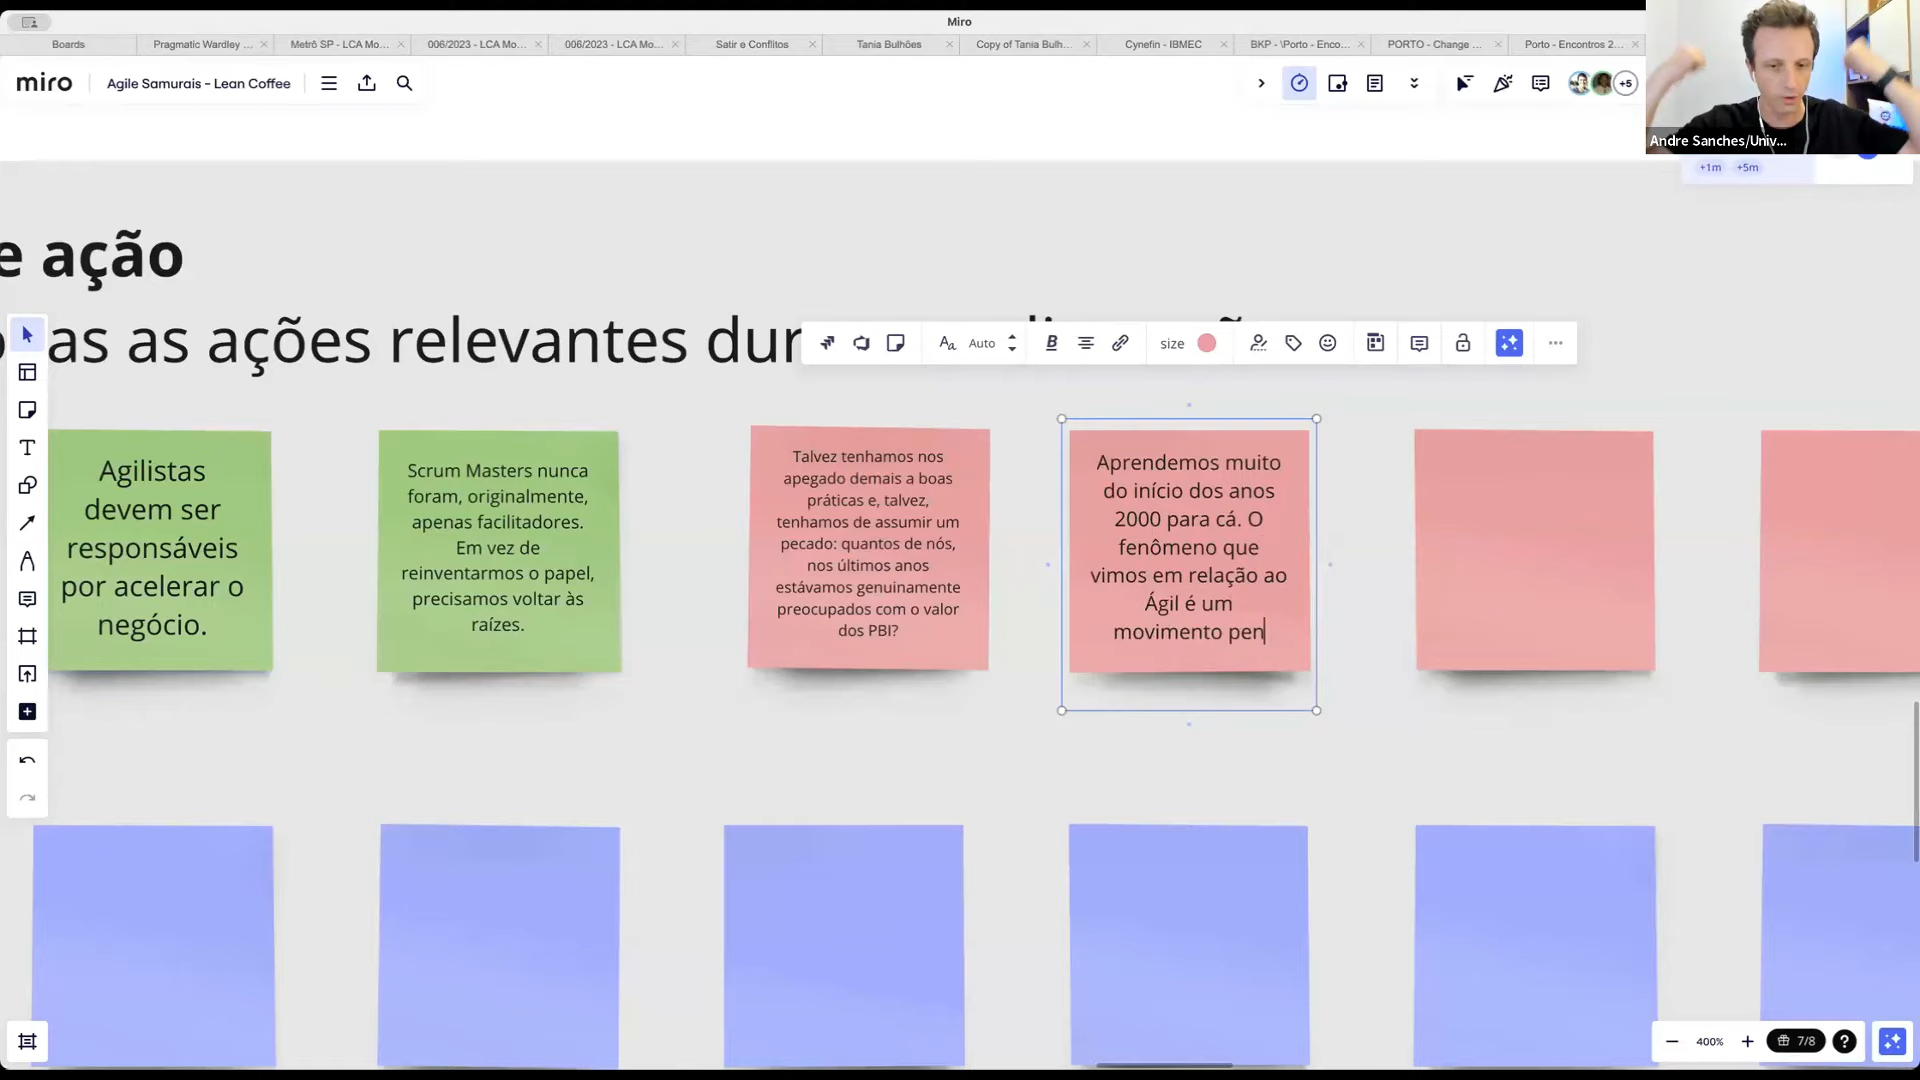 Miro
Boards
Pragmatic Wardley ...
Metrô SP - LCA Mo...
006/2023 - LCA Mo...
006/2023 - LCA Mo...
Satir e Conflitos
Tania Bulhões
Copy of Tania Bulh...
Cynefin - IBMEC
BKP - \Porto - Enco...
PORTO - Change ...
Porto - Encontros 2...
miro
Agile Samurais - Lean Coffee
+5
Andre Sanches/Univ...
+1m
+5m
e ação
as as ações relevantes dur
Auto
size
Agilistas
devem ser
responsáveis
por acelerar o
negócio.
Scrum Masters nunca
foram, originalmente,
apenas facilitadores.
Em vez de
reinventarmos o papel,
precisamos voltar às
raízes.
Talvez tenhamos nos
apegado demais a boas
práticas e, talvez,
tenhamos de assumir um
pecado: quantos de nós,
nos últimos anos
estávamos genuinamente
preocupados com o valor
dos PBI?
Aprendemos muito
do início dos anos
2000 para cá. O
fenômeno que
vimos em relação ao
Ágil é um
movimento pen
400%
7/8